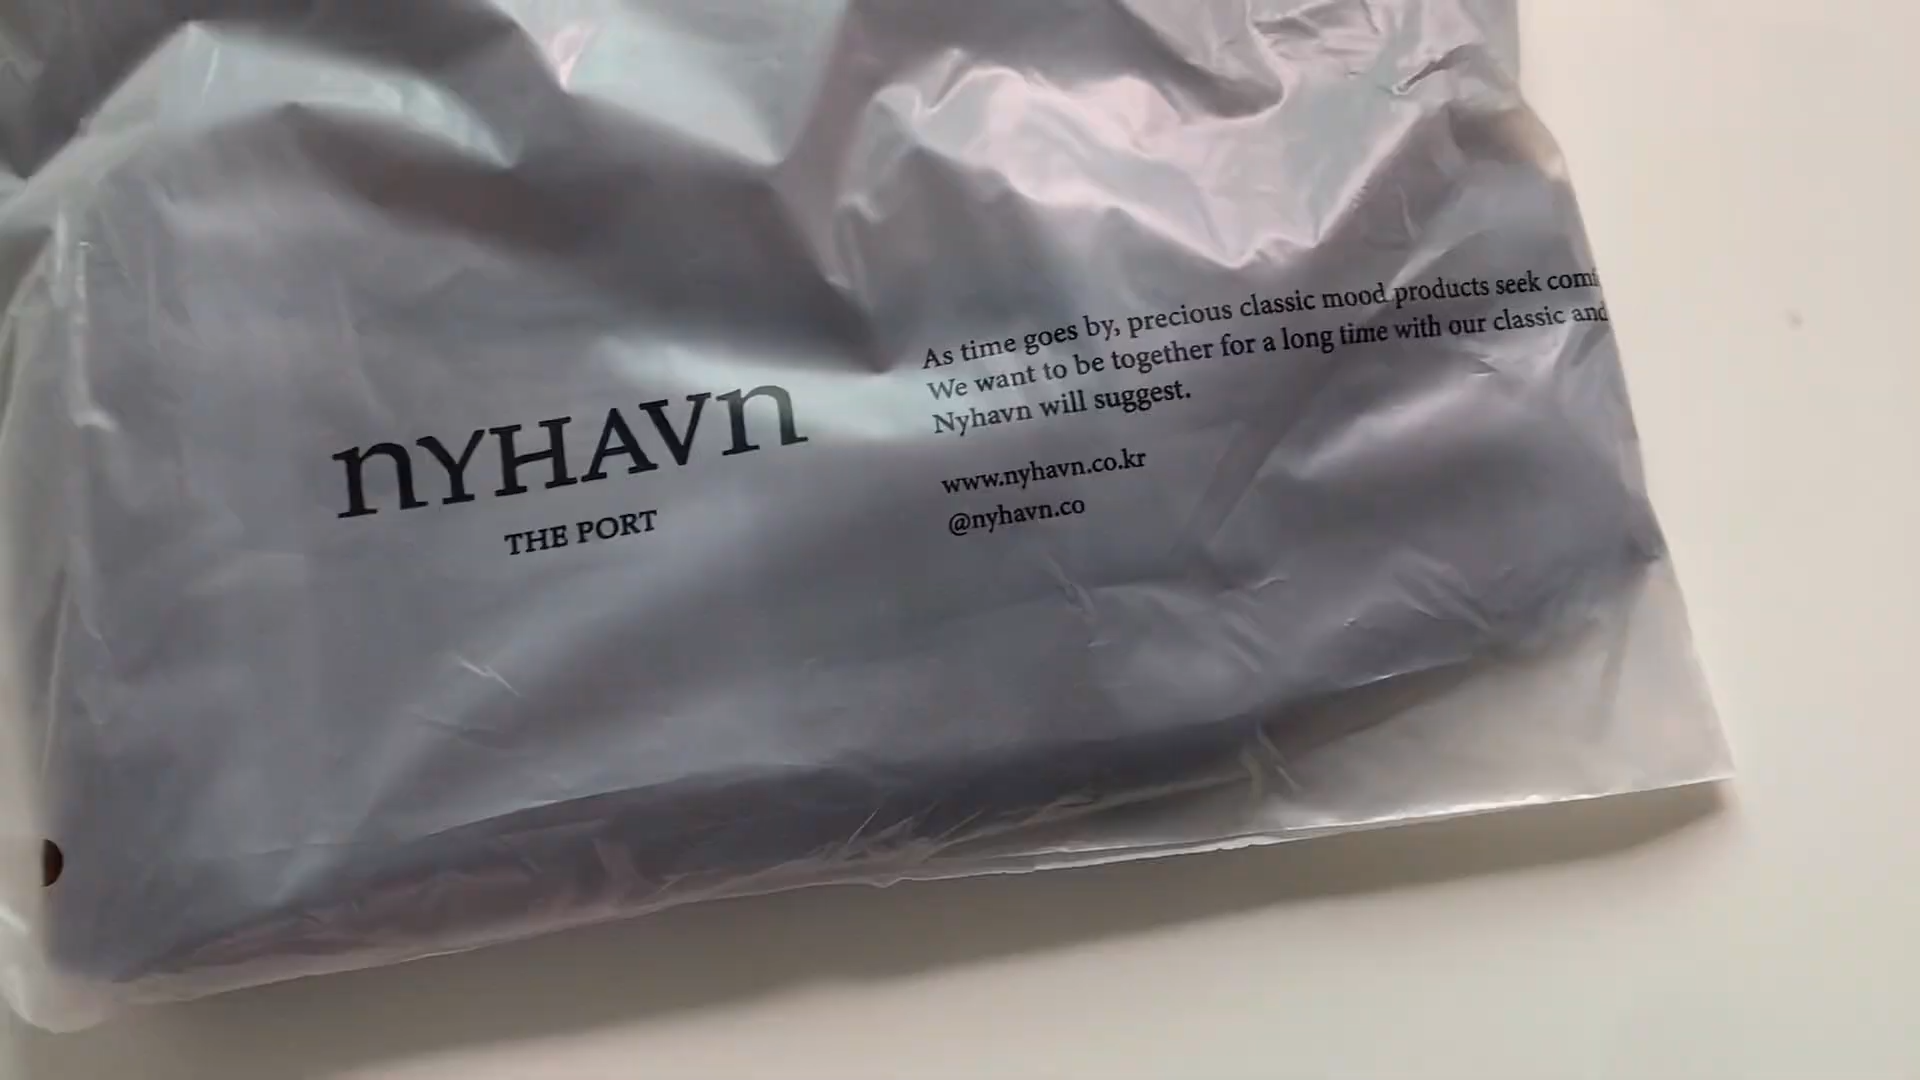 nYHAVn
THE PORT
As time goes by, precious classic mood products seek
We want to be together for a long time with our classic and
Nyhavn will suggest.
www.nyhavn.co.kr
@nyhavn.co